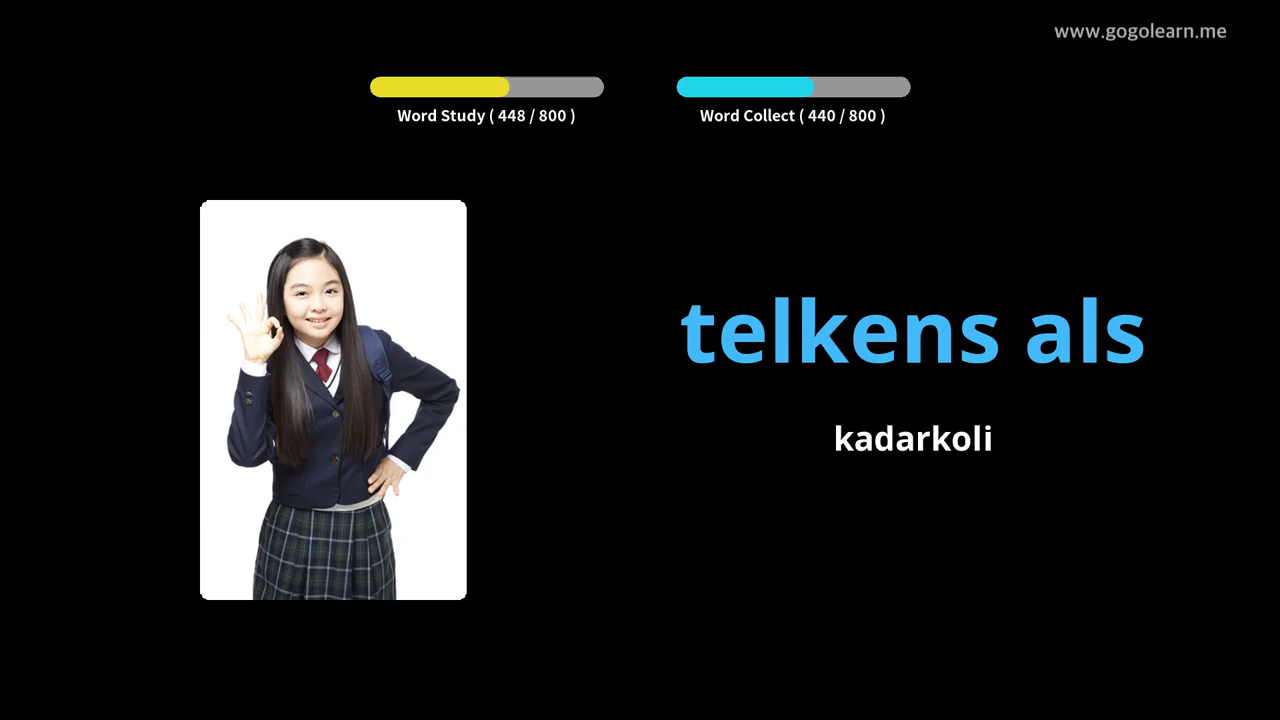 www.gogolearn.me
Word Study ( 448 / 800 )
Word Collect ( 440 / 800 )
telkens als
kadarkoli